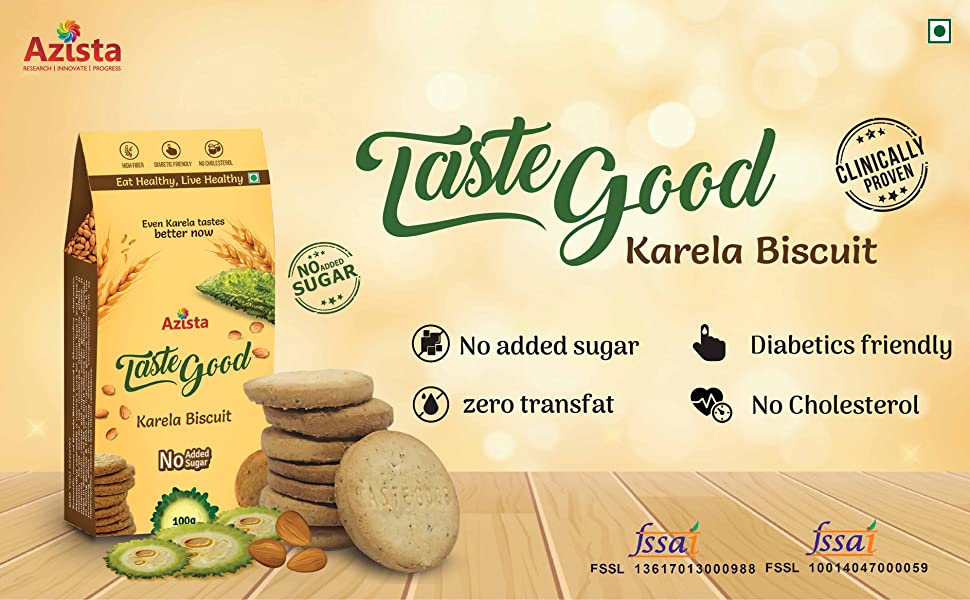 Azista
RESEARCH | INNOVATE | PROGRESS
HIGH FIBER
DIABETIC FRIENDLY
NO CHOLESTEROL
Eat Healthy, Live Healthy
Even Karela tastes
better now
Azista
Taste Good
Karela Biscuit
No Added
Sugar
100g
NO ADDED
SUGAR
TASTEGOOD
Taste Good
Karela Biscuit
CLINICALLY
PROVEN
No added sugar
Diabetics friendly
zero transfat
No Cholesterol
fssai
FSSL 13617013000988
fssai
FSSL 10014047000059